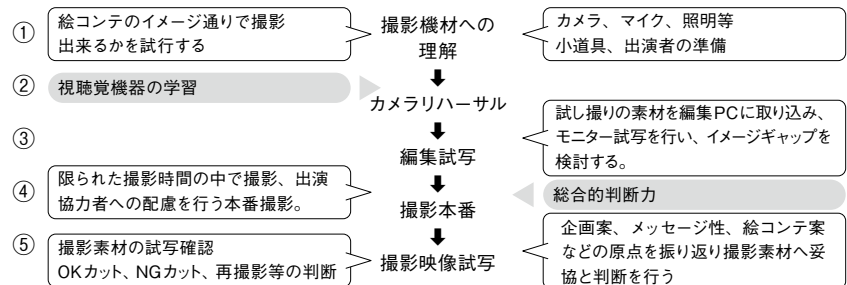 ①
絵コンテのイメージ通りで撮影
出来るかを試行する
撮影機材への
理解
カメラ、マイク、照明等
小道具、出演者の準備
②
視聴覚機器の学習
カメラリハーサル
③
編集試写
試し撮りの素材を編集PCに取り込み、
モニター試写を行い、イメージギャップを
検討する。
④
限られた撮影時間の中で撮影、出演
協力者への配慮を行う本番撮影。
撮影本番
総合的判断力
⑤
撮影素材の試写確認
OKカット、NGカット、再撮影等の判断
撮影映像試写
企画案、メッセージ性、絵コンテ案
などの原点を振り返り撮影素材へ妥
協と判断を行う